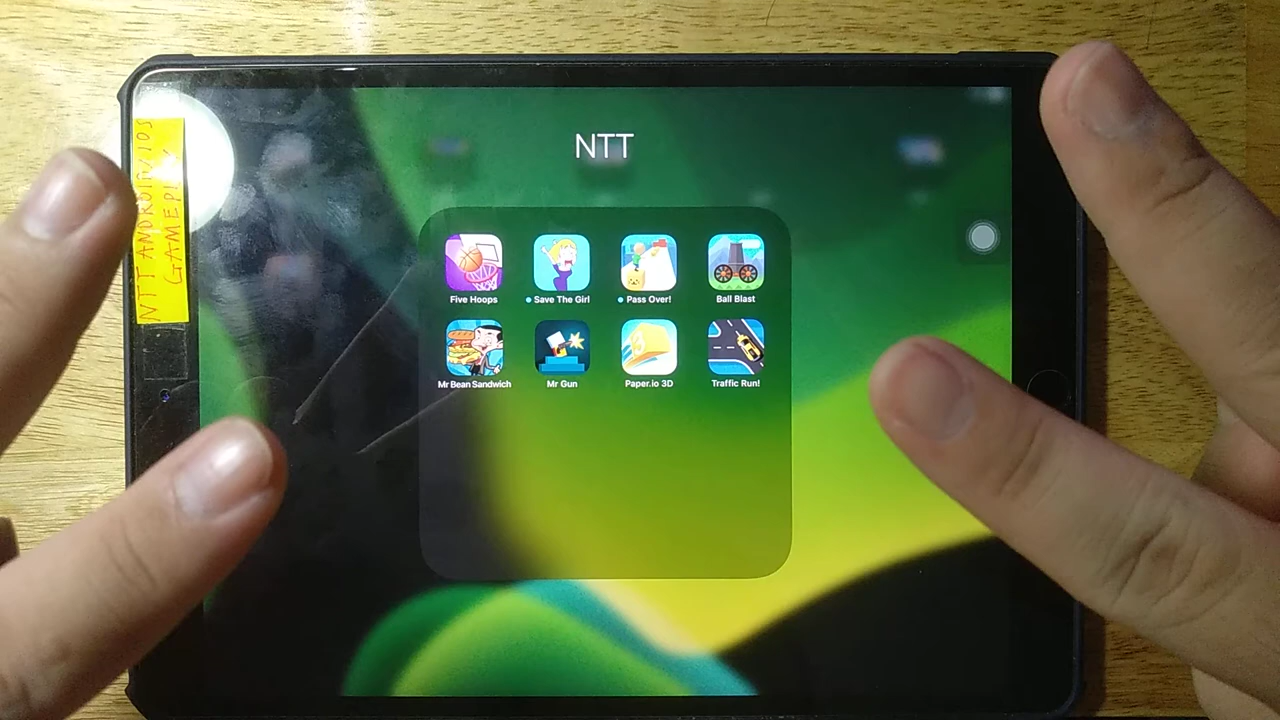 NTT ANDROID/IOS
GAMEPLAY
NTT
Five Hoops
Save The Girl
Pass Over!
Ball Blast
Mr Bean Sandwich
Mr Gun
Paper.io 3D
Traffic Run!